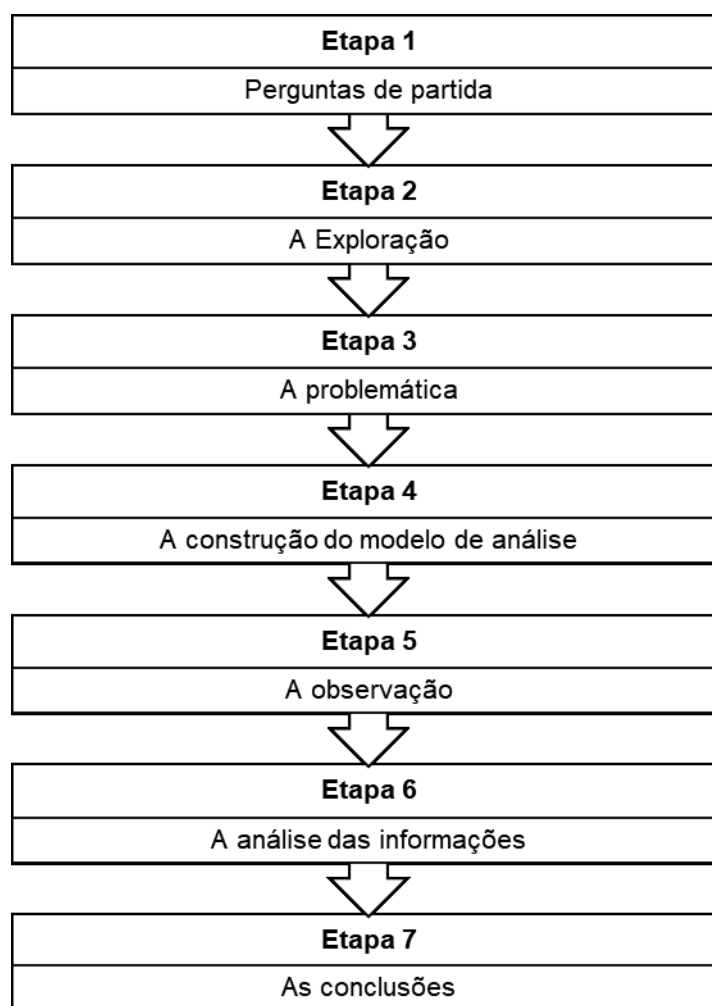 Etapa 1
Perguntas de partida
Etapa 2
A Exploração
Etapa 3
A problemática
Etapa 4
A construção do modelo de análise
Etapa 5
A observação
Etapa 6
A análise das informações
Etapa 7
As conclusões